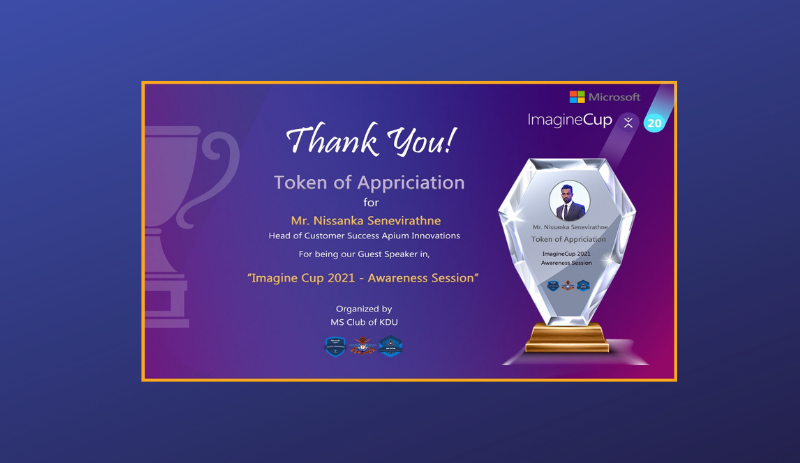 Microsoft
ImagineCup
20
Thank You!
Token of Appriciation
for
Mr. Nissanka Senevirathne
Head of Customer Success Apium Innovations
For being our Guest Speaker in,
“Imagine Cup 2021 - Awareness Session”
Organized by
MS Club of KDU
Mr. Nissanka Senevirathne
Token of Appriciation
ImagineCup 2021
Awareness Session